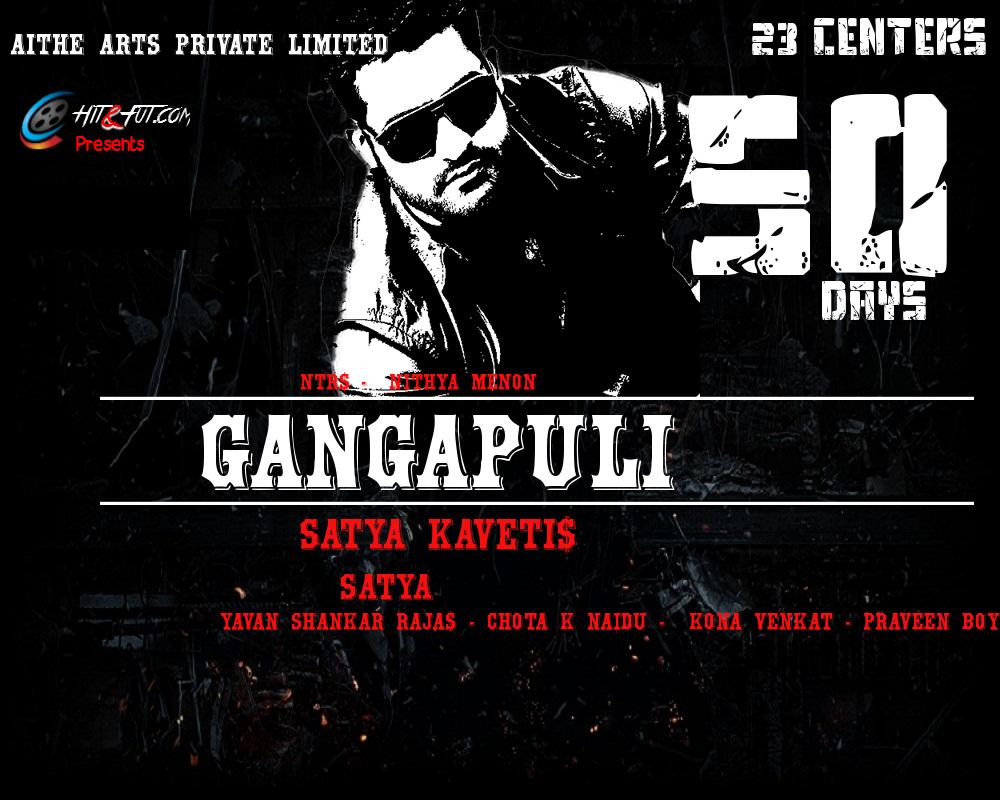 AITHE ARTS PRIVATE LIMITED
23 CENTERS
HIT&FUT.COM
Presents
50
DAYS
NTR$ - NITHYA MENON
GANGAPULI
SATYA KAVETI$
SATYA
YAVAN SHANKAR RAJA$ - CHOTA K NAIDU - KONA VENKAT - PRAVEEN BOY